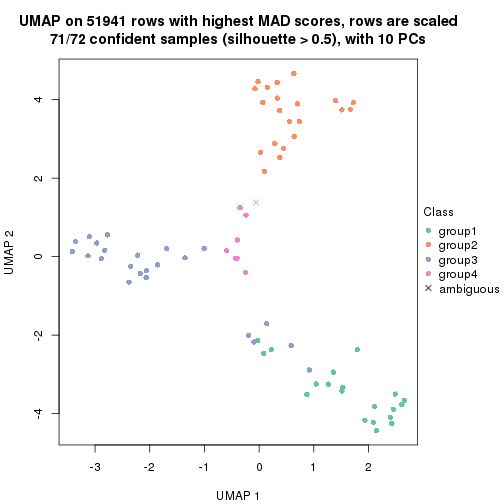 UMAP on 51941 rows with highest MAD scores, rows are scaled
71/72 confident samples (silhouette > 0.5), with 10 PCs
4
2
0
-2
-4
UMAP 2
-3
-2
-1
0
1
2
UMAP 1
Class
group1
group2
group3
group4
ambiguous